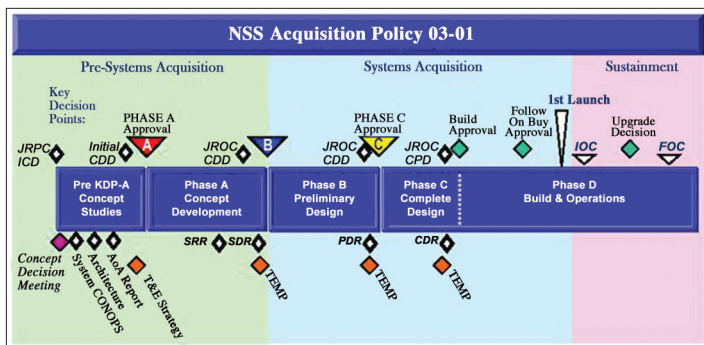 NSS Acquisition Policy 03-01
Pre-Systems Acquisition
Systems Acquisition
Sustainment
Key
Decision
Points:
PHASE A
Approval
PHASE C
Approval
Build
Approval
Follow
On Buy
Approval
1st Launch
Upgrade
Decision
JRPC
ICD
Initial
CDD
A
JROC
CDD
B
JROC
CDD
C
JROC
CPD
IOC
FOC
Pre KDP-A
Concept
Studies
Phase A
Concept
Development
Phase B
Preliminary
Design
Phase C
Complete
Design
Phase D
Build & Operations
Concept
Decision
Meeting
System CONOPS
Architecture
AoA Report
T&E Strategy
SRR
SDR
TEMP
PDR
TEMP
CDR
TEMP